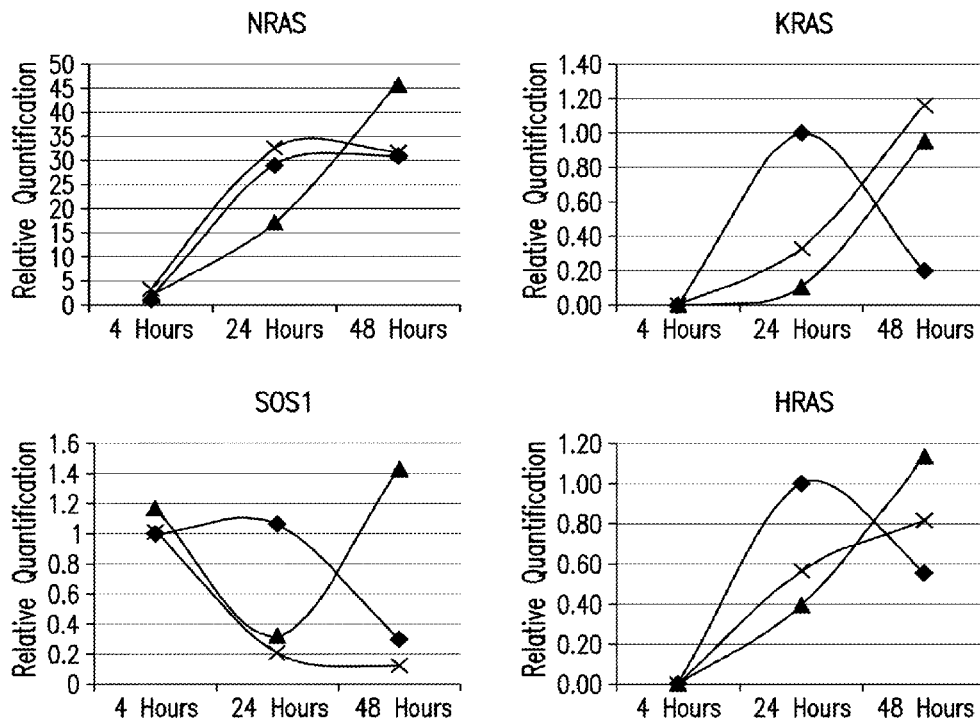 NRAS
Relative Quantification
50
45
40
35
30
25
20
15
10
5
0
4 Hours 24 Hours 48 Hours
KRAS
Relative Quantification
1.40
1.20
1.00
0.80
0.60
0.40
0.20
0.00
4 Hours 24 Hours 48 Hours
SOS1
Relative Quantification
1.6
1.4
1.2
1
0.8
0.6
0.4
0.2
0
4 Hours 24 Hours 48 Hours
HRAS
Relative Quantification
1.20
1.00
0.80
0.60
0.40
0.20
0.00
4 Hours 24 Hours 48 Hours